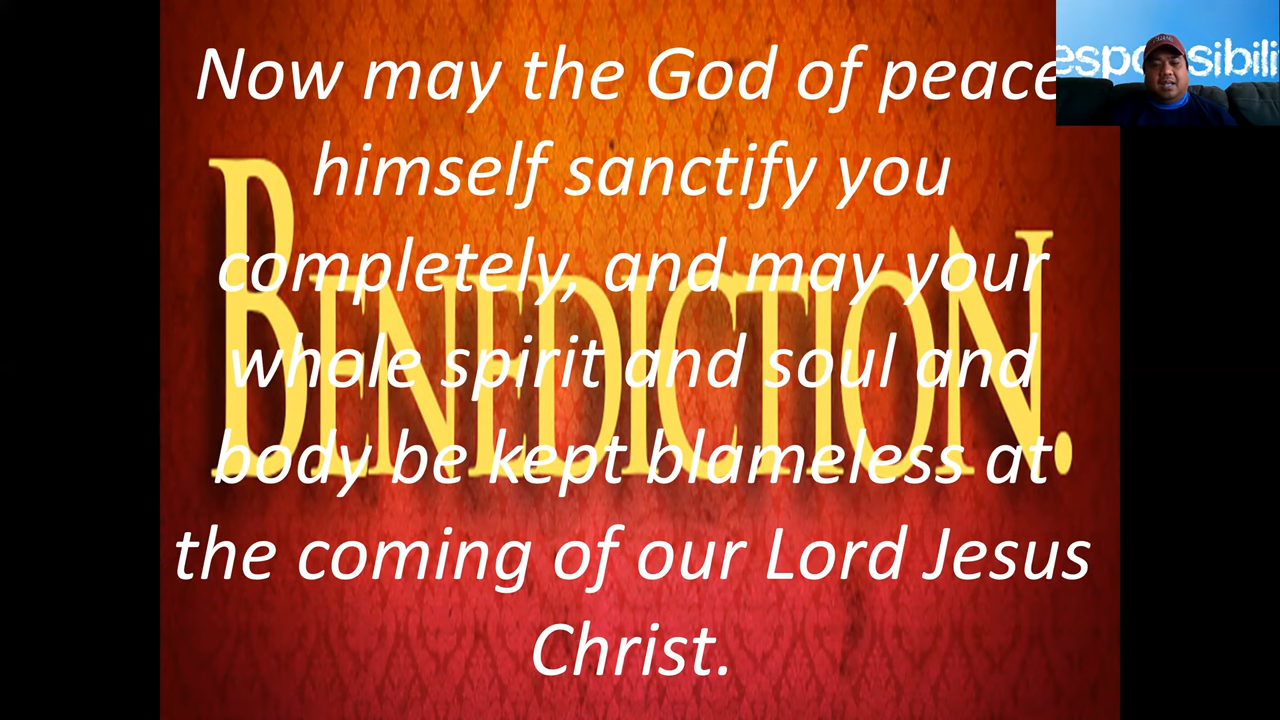 Now may the God of peace
himself sanctify you
completely, and may your
whole spirit and soul and
body be kept blameless at
the coming of our Lord Jesus
Christ.
BENEDICTION.